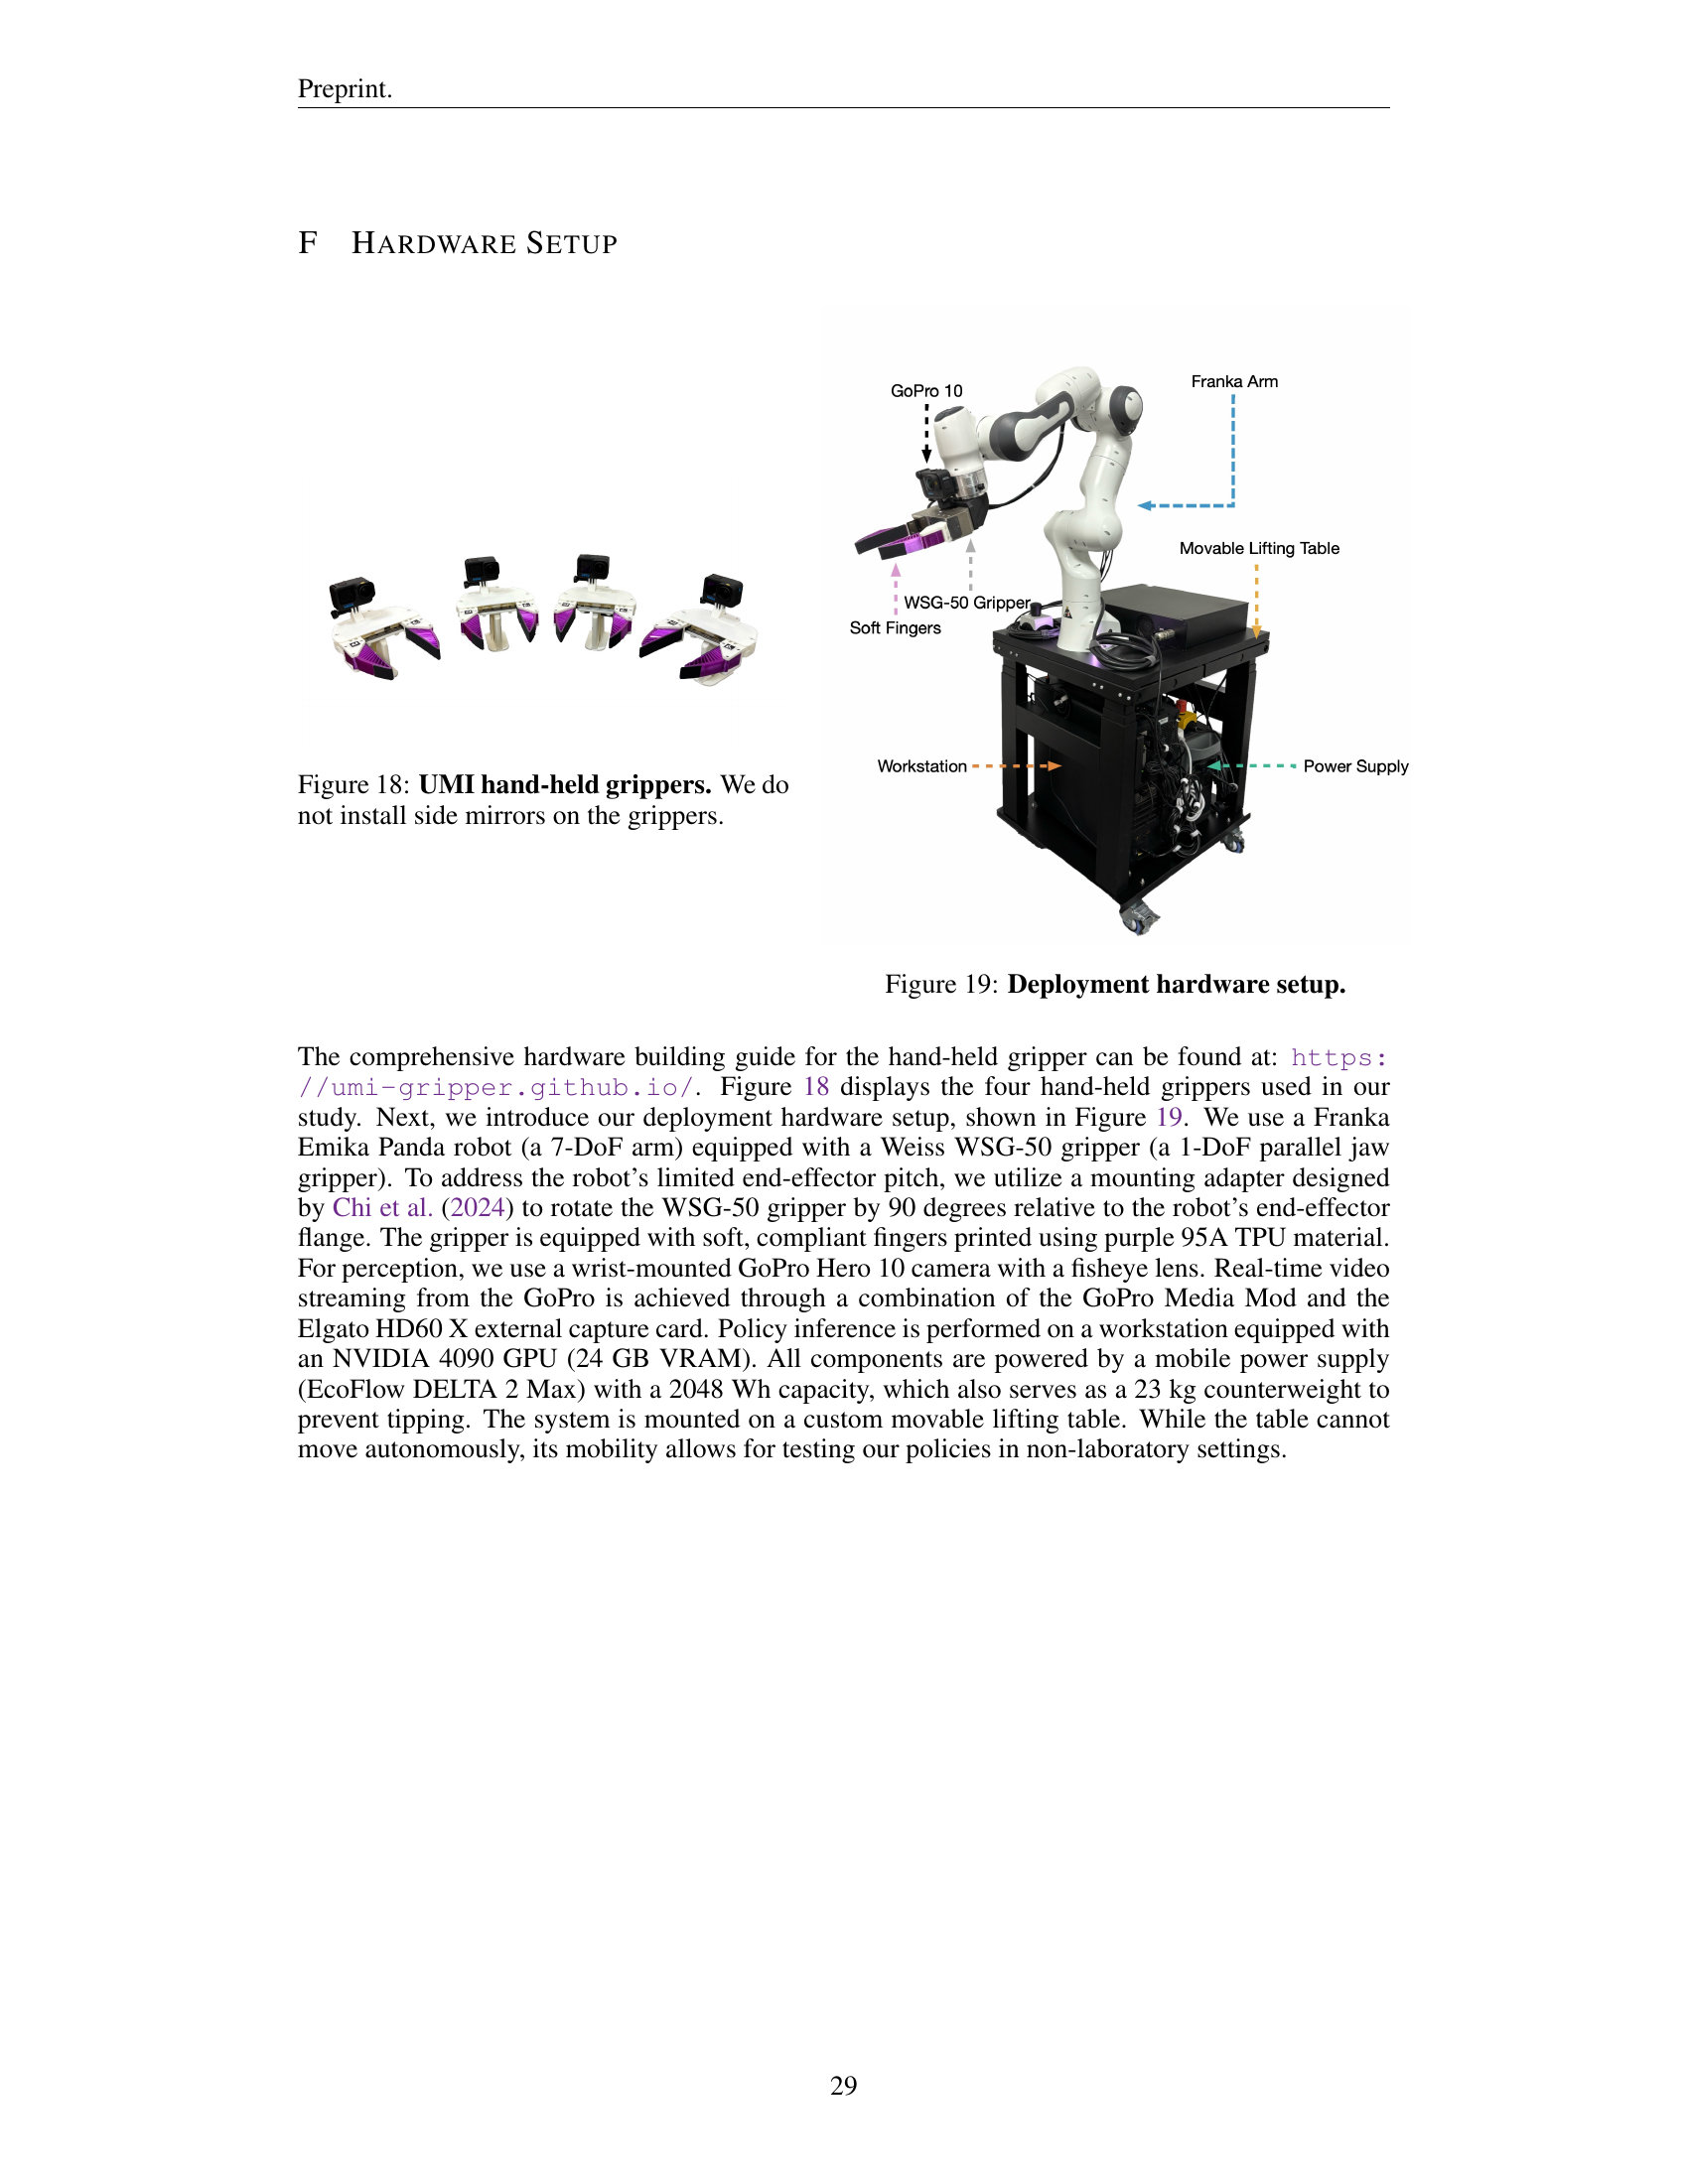 Preprint.
F HARDWARE SETUP
GoPro 10
Franka Arm
Movable Lifting Table
WSG-50 Gripper
Soft Fingers
Workstation
Power Supply
Figure 18: UMI hand-held grippers. We do
not install side mirrors on the grippers.
Figure 19: Deployment hardware setup.
The comprehensive hardware building guide for the hand-held gripper can be found at: https:
//umi-gripper.github.io/. Figure 18 displays the four hand-held grippers used in our
study. Next, we introduce our deployment hardware setup, shown in Figure 19. We use a Franka
Emika Panda robot (a 7-DoF arm) equipped with a Weiss WSG-50 gripper (a 1-DoF parallel jaw
gripper). To address the robot’s limited end-effector pitch, we utilize a mounting adapter designed
by Chi et al. (2024) to rotate the WSG-50 gripper by 90 degrees relative to the robot’s end-effector
flange. The gripper is equipped with soft, compliant fingers printed using purple 95A TPU material.
For perception, we use a wrist-mounted GoPro Hero 10 camera with a fisheye lens. Real-time video
streaming from the GoPro is achieved through a combination of the GoPro Media Mod and the
Elgato HD60 X external capture card. Policy inference is performed on a workstation equipped with
an NVIDIA 4090 GPU (24 GB VRAM). All components are powered by a mobile power supply
(EcoFlow DELTA 2 Max) with a 2048 Wh capacity, which also serves as a 23 kg counterweight to
prevent tipping. The system is mounted on a custom movable lifting table. While the table cannot
move autonomously, its mobility allows for testing our policies in non-laboratory settings.
29